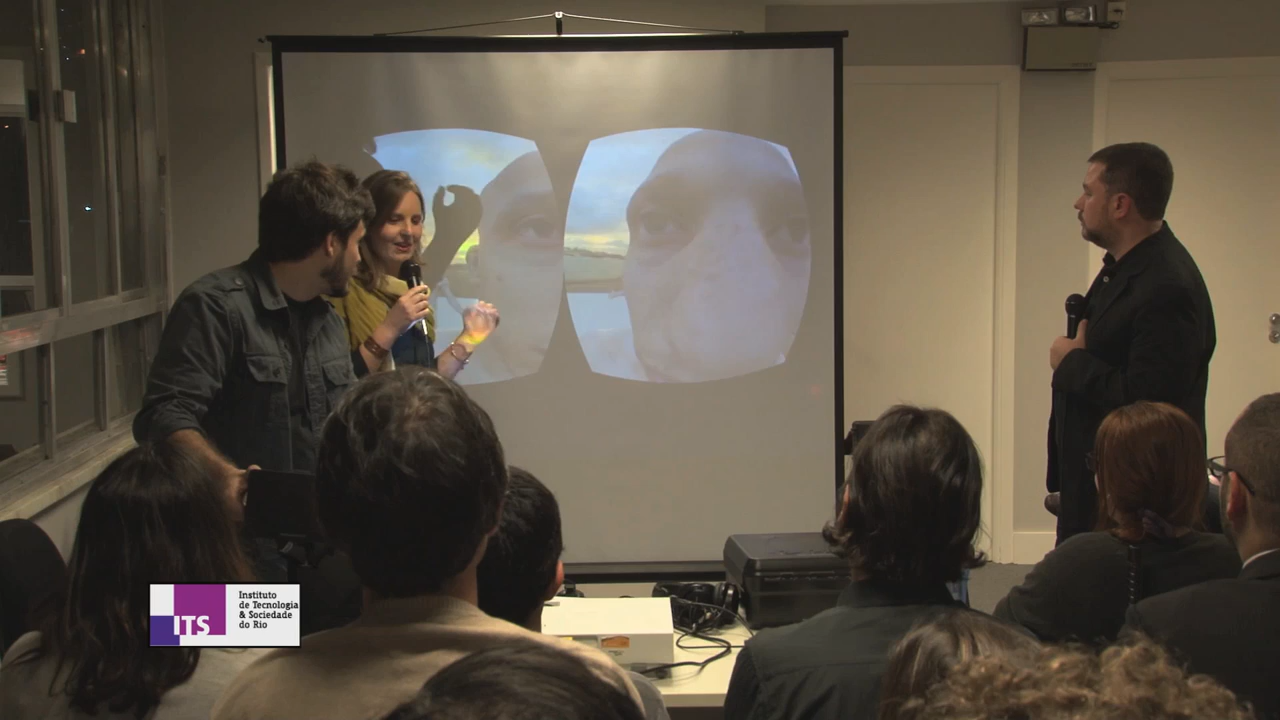 ITS
Instituto
de Tecnologia
& Sociedade
do Rio